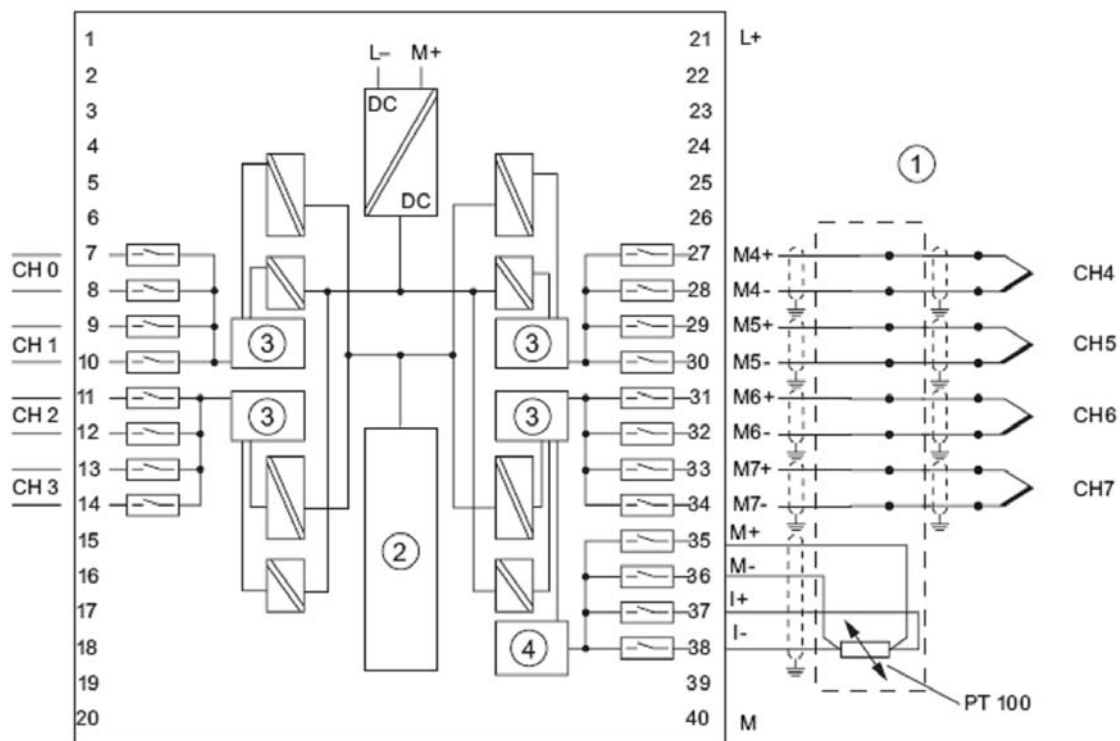 1 21 L+
L– M+
2 22
DC
3 23
4 24
①
5 25
DC
6 26
7 27 M4+
CH 0 CH4
8 28 M4-
9 29 M5+
CH 1 ③ ③ CH5
10 30 M5-
11 31 M6+
CH 2 ③ ③ CH6
12 32 M6-
13 33 M7+
CH 3 CH7
14 34 M7-
M+
15 35
②
M-
16 36
I+
17 37
I-
18 ④ 38
19 39
PT 100
20 40 M